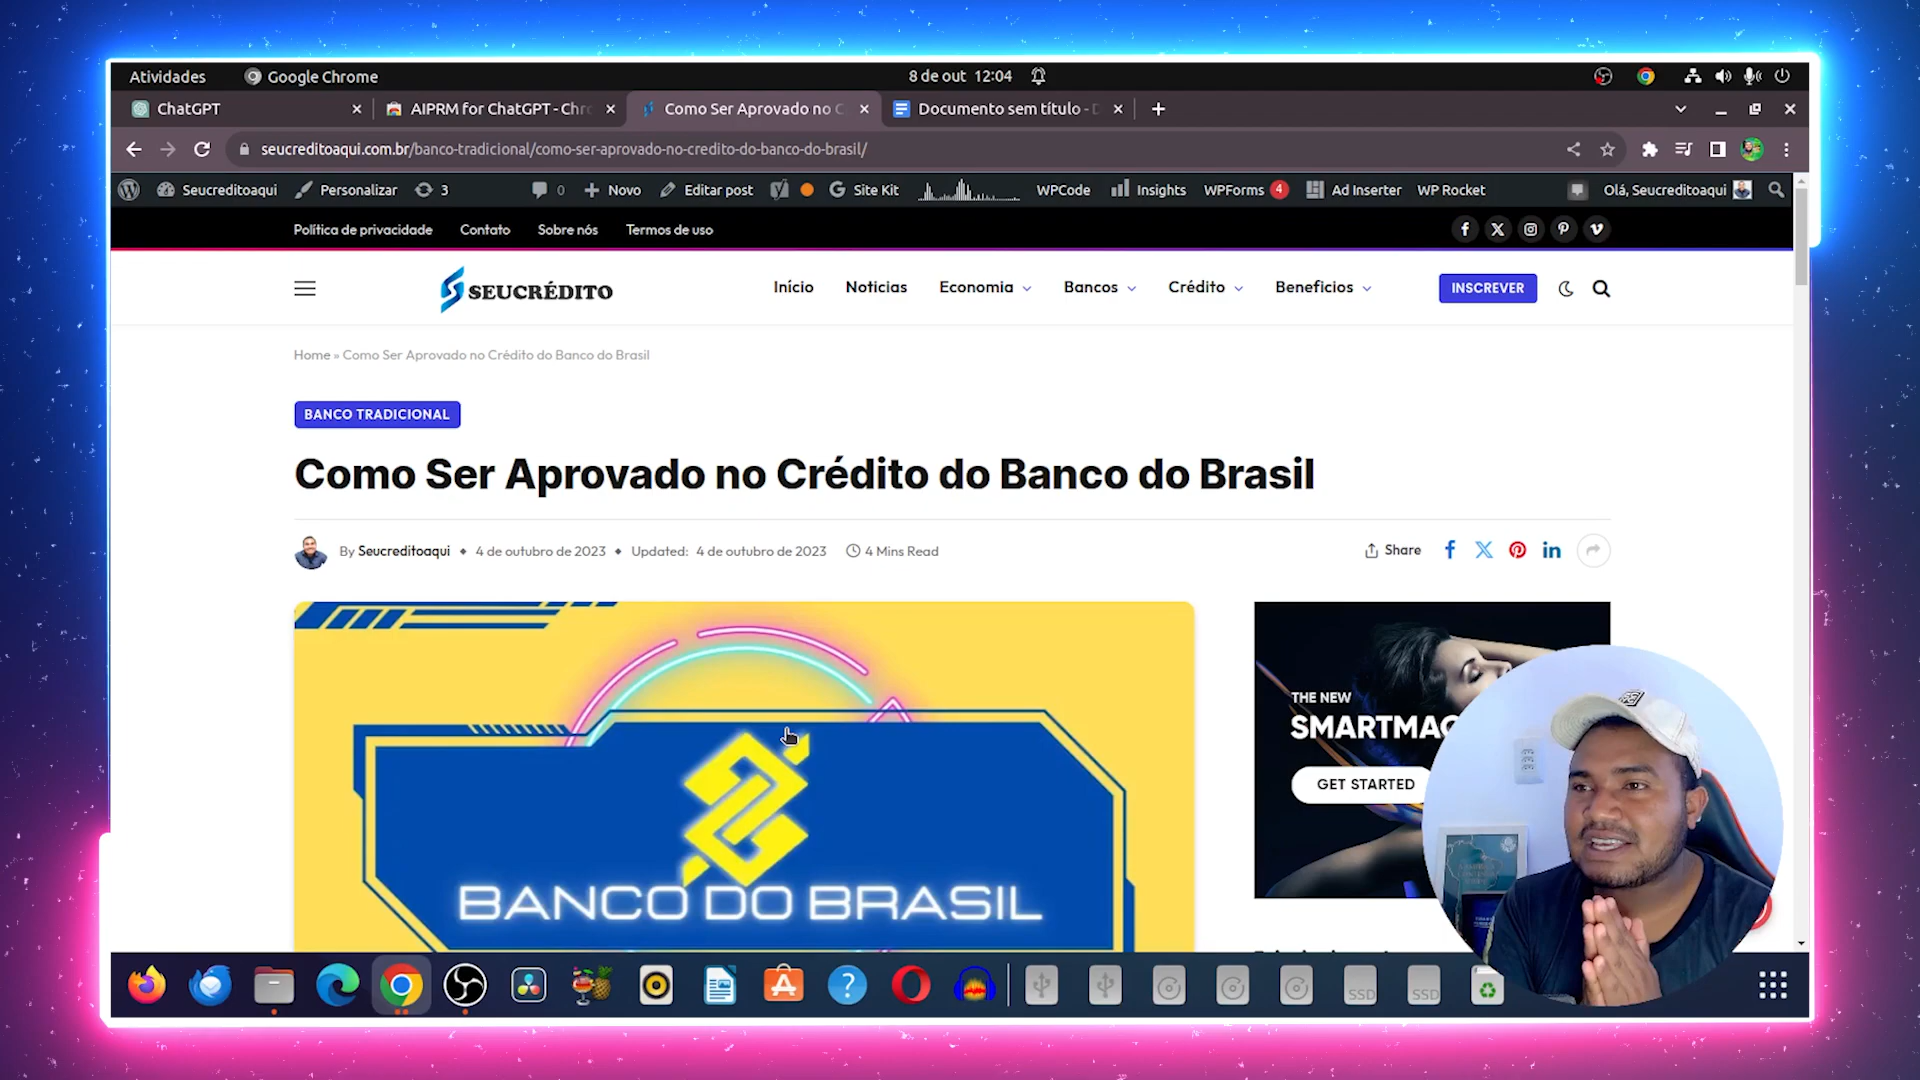 Atividades Google Chrome 8 de out 12:04
ChatGPT AIPRM for ChatGPT - Chr Como Ser Aprovado no C Documento sem título - D
seucreditoaqui.com.br/banco-tradicional/como-ser-aprovado-no-credito-do-banco-do-brasil/
Seucreditoaqui Personalizar 3 0 Novo Editar post Site Kit WPCode Insights WPForms 4 Ad Inserter WP Rocket Olá, Seucreditoaqui
Política de privacidade Contato Sobre nós Termos de uso
SEUCRÉDITO Início Noticias Economia Bancos Crédito Beneficios INSCREVER
Home » Como Ser Aprovado no Crédito do Banco do Brasil
BANCO TRADICIONAL
Como Ser Aprovado no Crédito do Banco do Brasil
By Seucreditoaqui ◆ 4 de outubro de 2023 ◆ Updated: 4 de outubro de 2023 4 Mins Read Share
THE NEW
SMARTMAG
GET STARTED
BANCO DO BRASIL
SSD SSD